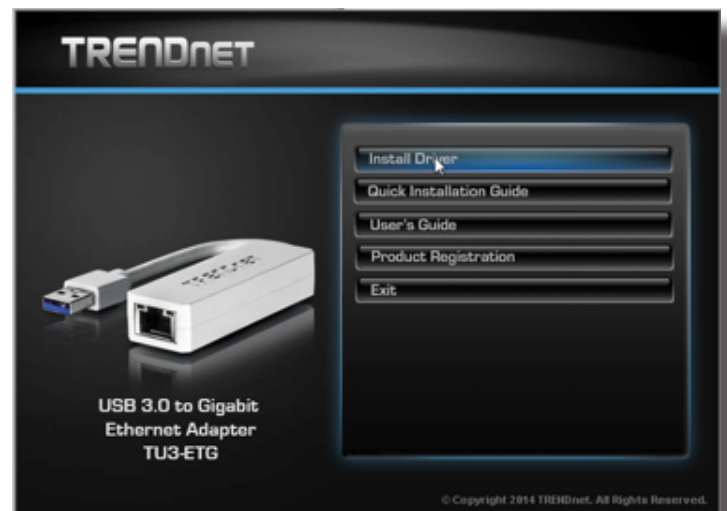 TRENDNET
Install Driver
Quick Installation Guide
User's Guide
Product Registration
Exit
TRENDNET
USB 3.0 to Gigabit
Ethernet Adapter
TU3-ETG
© Copyright 2014 TRENDnet. All Rights Reserved.